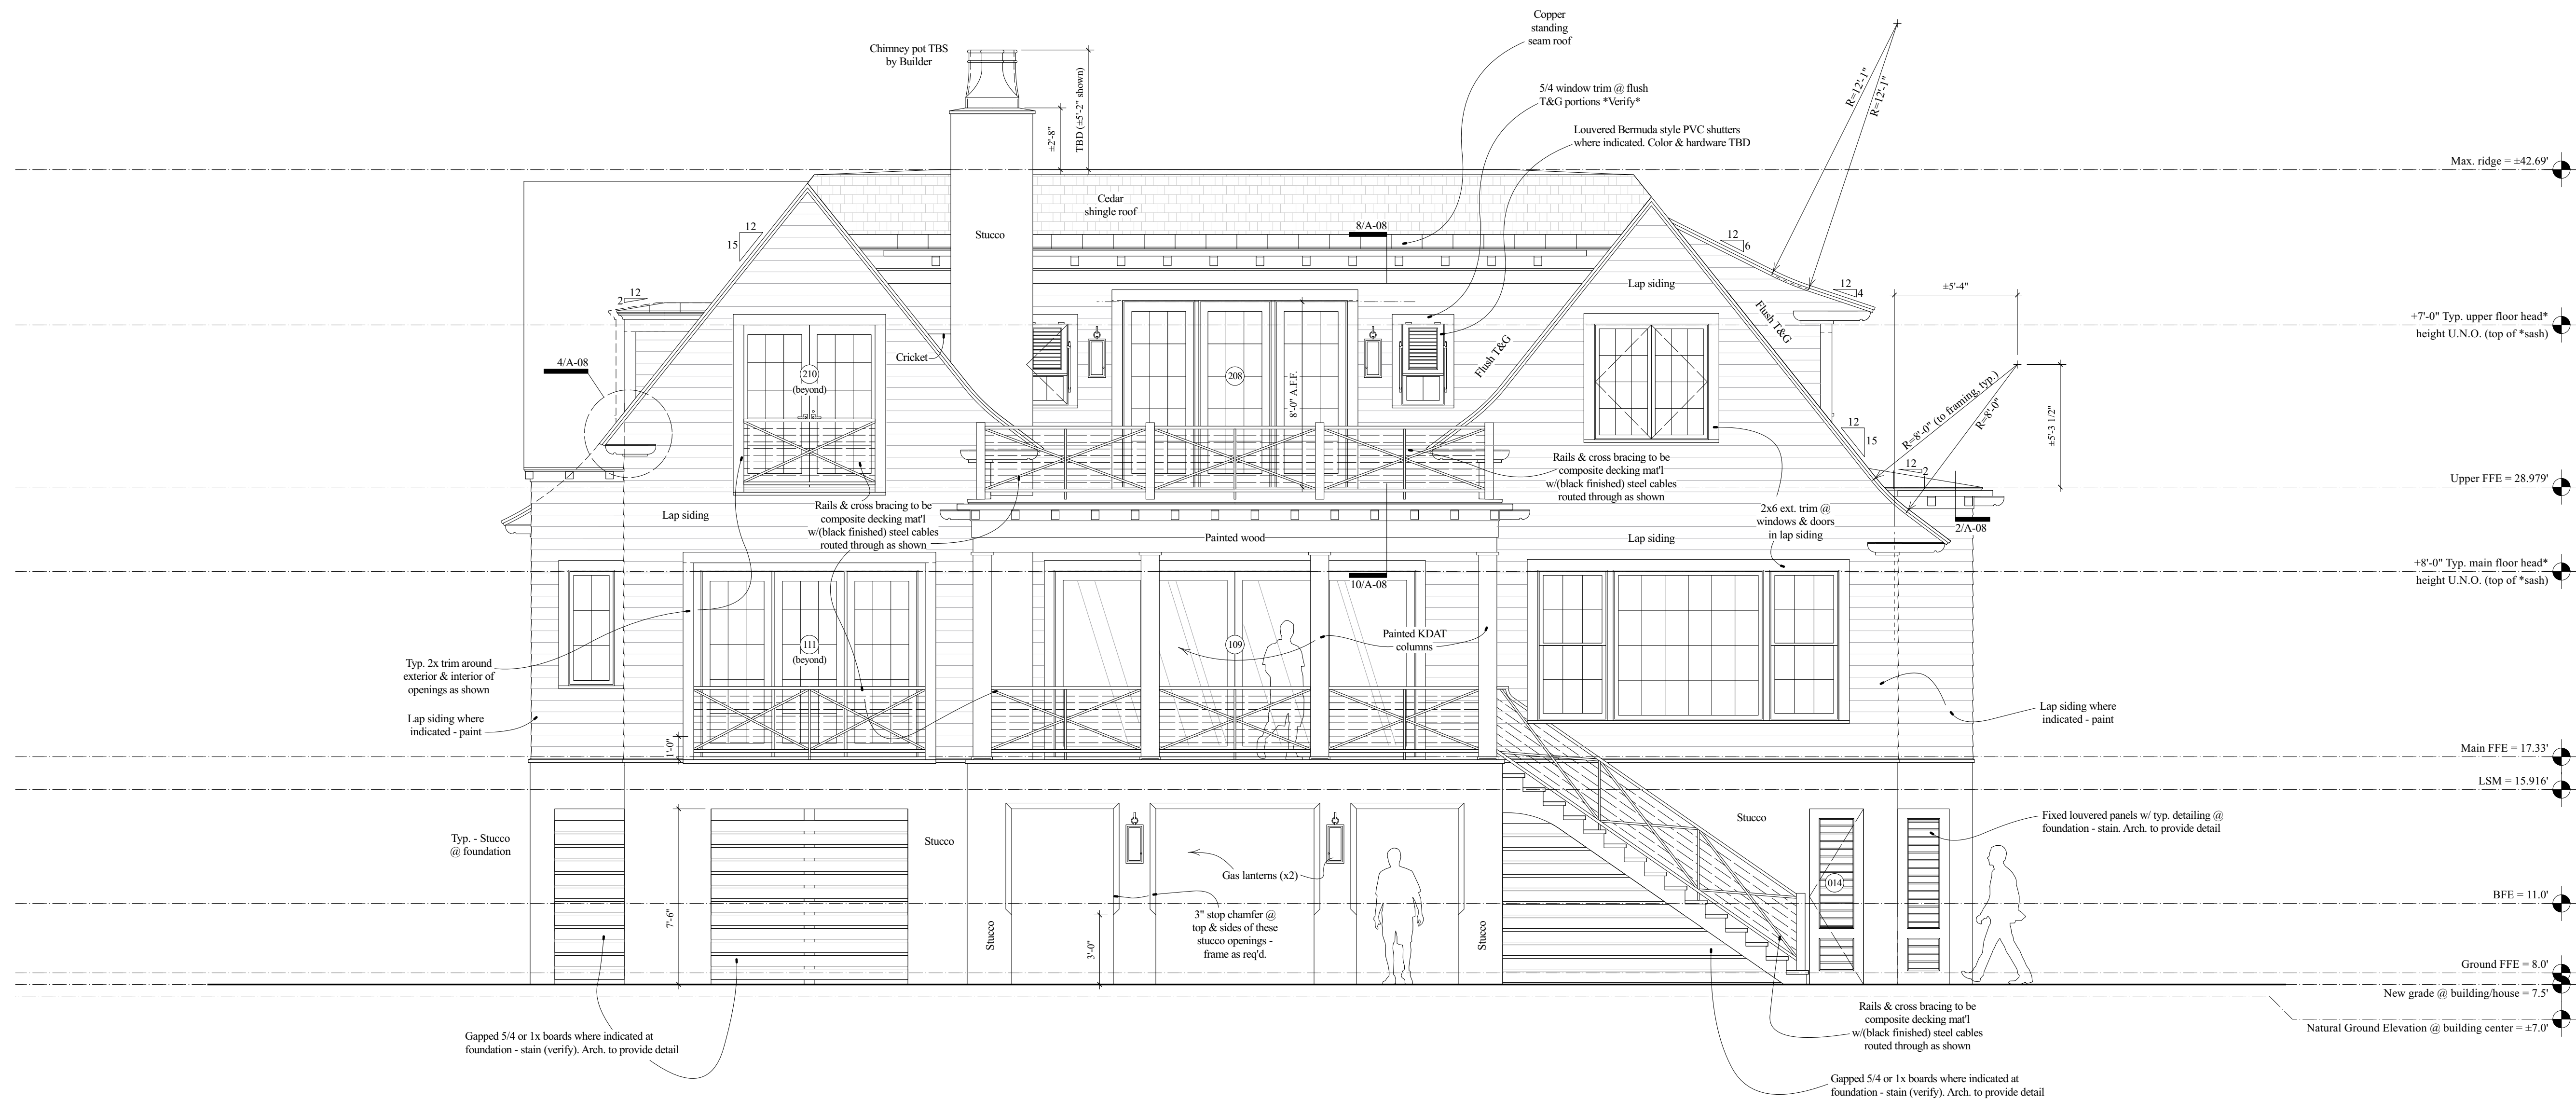 Copper
standing
seam roof
Chimney pot TBS
by Builder
TBD (±5'-2" shown)
±2'-8"
5/4 window trim @ flush
T&G portions *Verify*
Louvered Bermuda style PVC shutters
where indicated. Color & hardware TBD
R=12'-1"
R=12'-1"
Max. ridge = ±42.69'
Cedar
shingle roof
Stucco
8/A-08
12
15
12
6
12
2
12
4
Lap siding
±5'-4"
Flush T&G
Flush T&G
+7'-0" Typ. upper floor head*
height U.N.O. (top of *sash)
Cricket
4/A-08
210
(beyond)
208
8'-0" A.F.F.
R=8'-0" (to framing, typ.)
R=8'-0"
±5'-3 1/2"
12
15
12
2
Rails & cross bracing to be
composite decking mat'l
w/(black finished) steel cables
routed through as shown
Upper FFE = 28.979'
Rails & cross bracing to be
composite decking mat'l
w/(black finished) steel cables
routed through as shown
Lap siding
2x6 ext. trim @
windows & doors
in lap siding
2/A-08
Painted wood
Lap siding
+8'-0" Typ. main floor head*
height U.N.O. (top of *sash)
10/A-08
111
(beyond)
109
Painted KDAT
columns
Typ. 2x trim around
exterior & interior of
openings as shown
Lap siding where
indicated - paint
Lap siding where
indicated - paint
1'-0"
Main FFE = 17.33'
LSM = 15.916'
Typ. - Stucco
@ foundation
Stucco
Stucco
Fixed louvered panels w/ typ. detailing @
foundation - stain. Arch. to provide detail
Gas lanterns (x2)
014
BFE = 11.0'
7'-6"
3'-0"
Stucco
Stucco
3" stop chamfer @
top & sides of these
stucco openings -
frame as req'd.
Ground FFE = 8.0'
New grade @ building/house = 7.5'
Natural Ground Elevation @ building center = ±7.0'
Rails & cross bracing to be
composite decking mat'l
w/(black finished) steel cables
routed through as shown
Gapped 5/4 or 1x boards where indicated at
foundation - stain (verify). Arch. to provide detail
Gapped 5/4 or 1x boards where indicated at
foundation - stain (verify). Arch. to provide detail